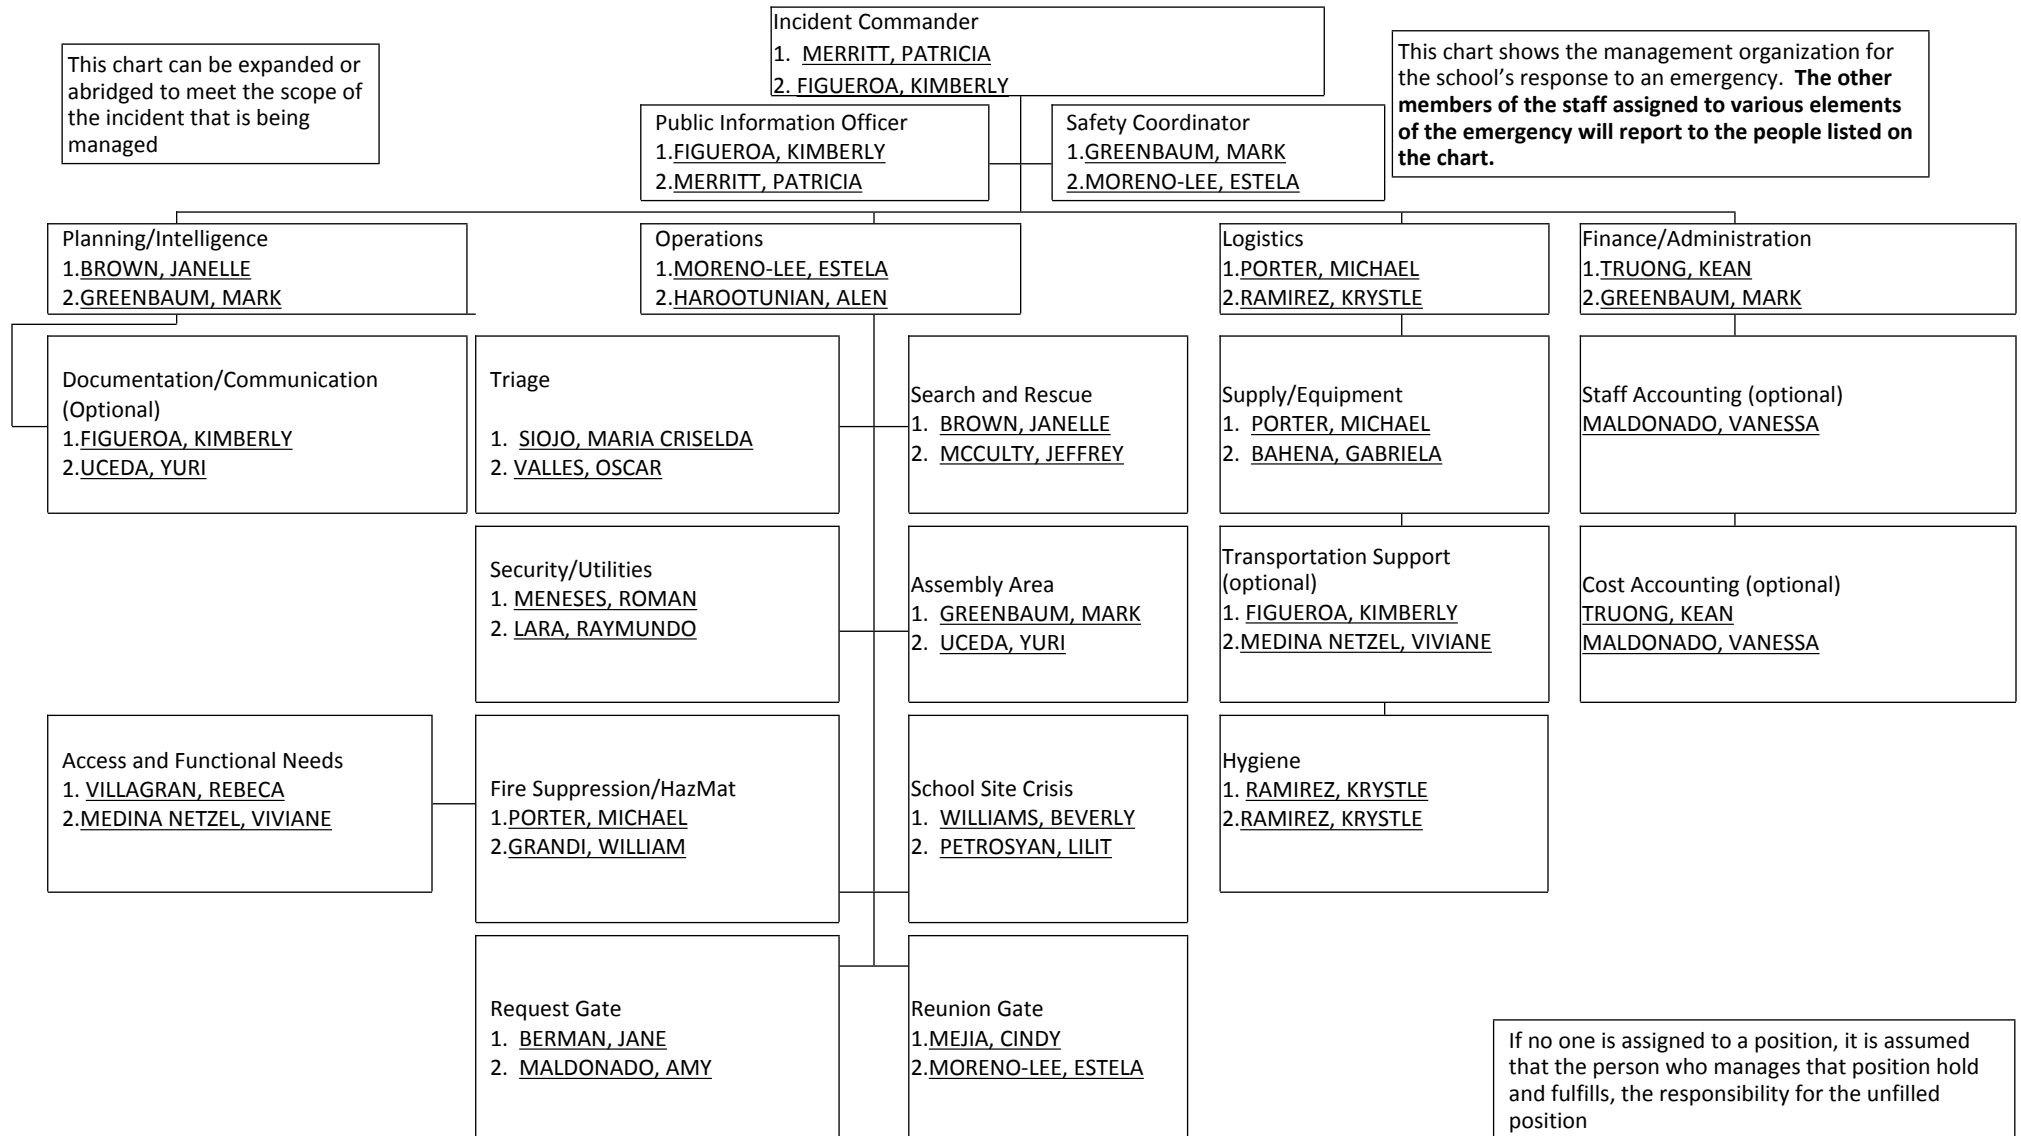 Incident Commander
1. MERRITT, PATRICIA
2. FIGUEROA, KIMBERLY
This chart can be expanded or
abridged to meet the scope of
the incident that is being
managed
This chart shows the management organization for
the school’s response to an emergency. The other
members of the staff assigned to various elements
of the emergency will report to the people listed on
the chart.
Public Information Officer
1.FIGUEROA, KIMBERLY
2.MERRITT, PATRICIA
Safety Coordinator
1.GREENBAUM, MARK
2.MORENO-LEE, ESTELA
Planning/Intelligence
1.BROWN, JANELLE
2.GREENBAUM, MARK
Operations
1.MORENO-LEE, ESTELA
2.HAROOTUNIAN, ALEN
Logistics
1.PORTER, MICHAEL
2.RAMIREZ, KRYSTLE
Finance/Administration
1.TRUONG, KEAN
2.GREENBAUM, MARK
Documentation/Communication
(Optional)
1.FIGUEROA, KIMBERLY
2.UCEDA, YURI
Triage
1. SIOJO, MARIA CRISELDA
2. VALLES, OSCAR
Search and Rescue
1. BROWN, JANELLE
2. MCCULTY, JEFFREY
Supply/Equipment
1. PORTER, MICHAEL
2. BAHENA, GABRIELA
Staff Accounting (optional)
MALDONADO, VANESSA
Security/Utilities
1. MENESES, ROMAN
2. LARA, RAYMUNDO
Assembly Area
1. GREENBAUM, MARK
2. UCEDA, YURI
Transportation Support
(optional)
1. FIGUEROA, KIMBERLY
2.MEDINA NETZEL, VIVIANE
Cost Accounting (optional)
TRUONG, KEAN
MALDONADO, VANESSA
Access and Functional Needs
1. VILLAGRAN, REBECA
2.MEDINA NETZEL, VIVIANE
Fire Suppression/HazMat
1.PORTER, MICHAEL
2.GRANDI, WILLIAM
School Site Crisis
1. WILLIAMS, BEVERLY
2. PETROSYAN, LILIT
Hygiene
1. RAMIREZ, KRYSTLE
2.RAMIREZ, KRYSTLE
Request Gate
1. BERMAN, JANE
2. MALDONADO, AMY
Reunion Gate
1.MEJIA, CINDY
2.MORENO-LEE, ESTELA
If no one is assigned to a position, it is assumed
that the person who manages that position hold
and fulfills, the responsibility for the unfilled
position